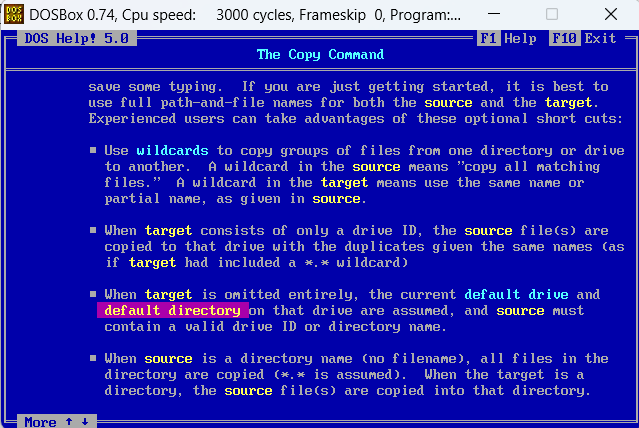 DOS BOX DOSBox 0.74, Cpu speed: 3000 cycles, Frameskip 0, Program:...
DOS Help! 5.0 F1 Help F10 Exit
The Copy Command
save some typing. If you are just getting started, it is best to
use full path-and-file names for both the source and the target.
Experienced users can take advantages of these optional short cuts:
■ Use wildcards to copy groups of files from one directory or drive
to another. A wildcard in the source means "copy all matching
files." A wildcard in the target means use the same name or
partial name, as given in source.
■ When target consists of only a drive ID, the source file(s) are
copied to that drive with the duplicates given the same names (as
if target had included a *.* wildcard)
■ When target is omitted entirely, the current default drive and
default directory on that drive are assumed, and source must
contain a valid drive ID or directory name.
■ When source is a directory name (no filename), all files in the
directory are copied (*.* is assumed). When the target is a
directory, the source file(s) are copied into that directory.
More ↑ ↓